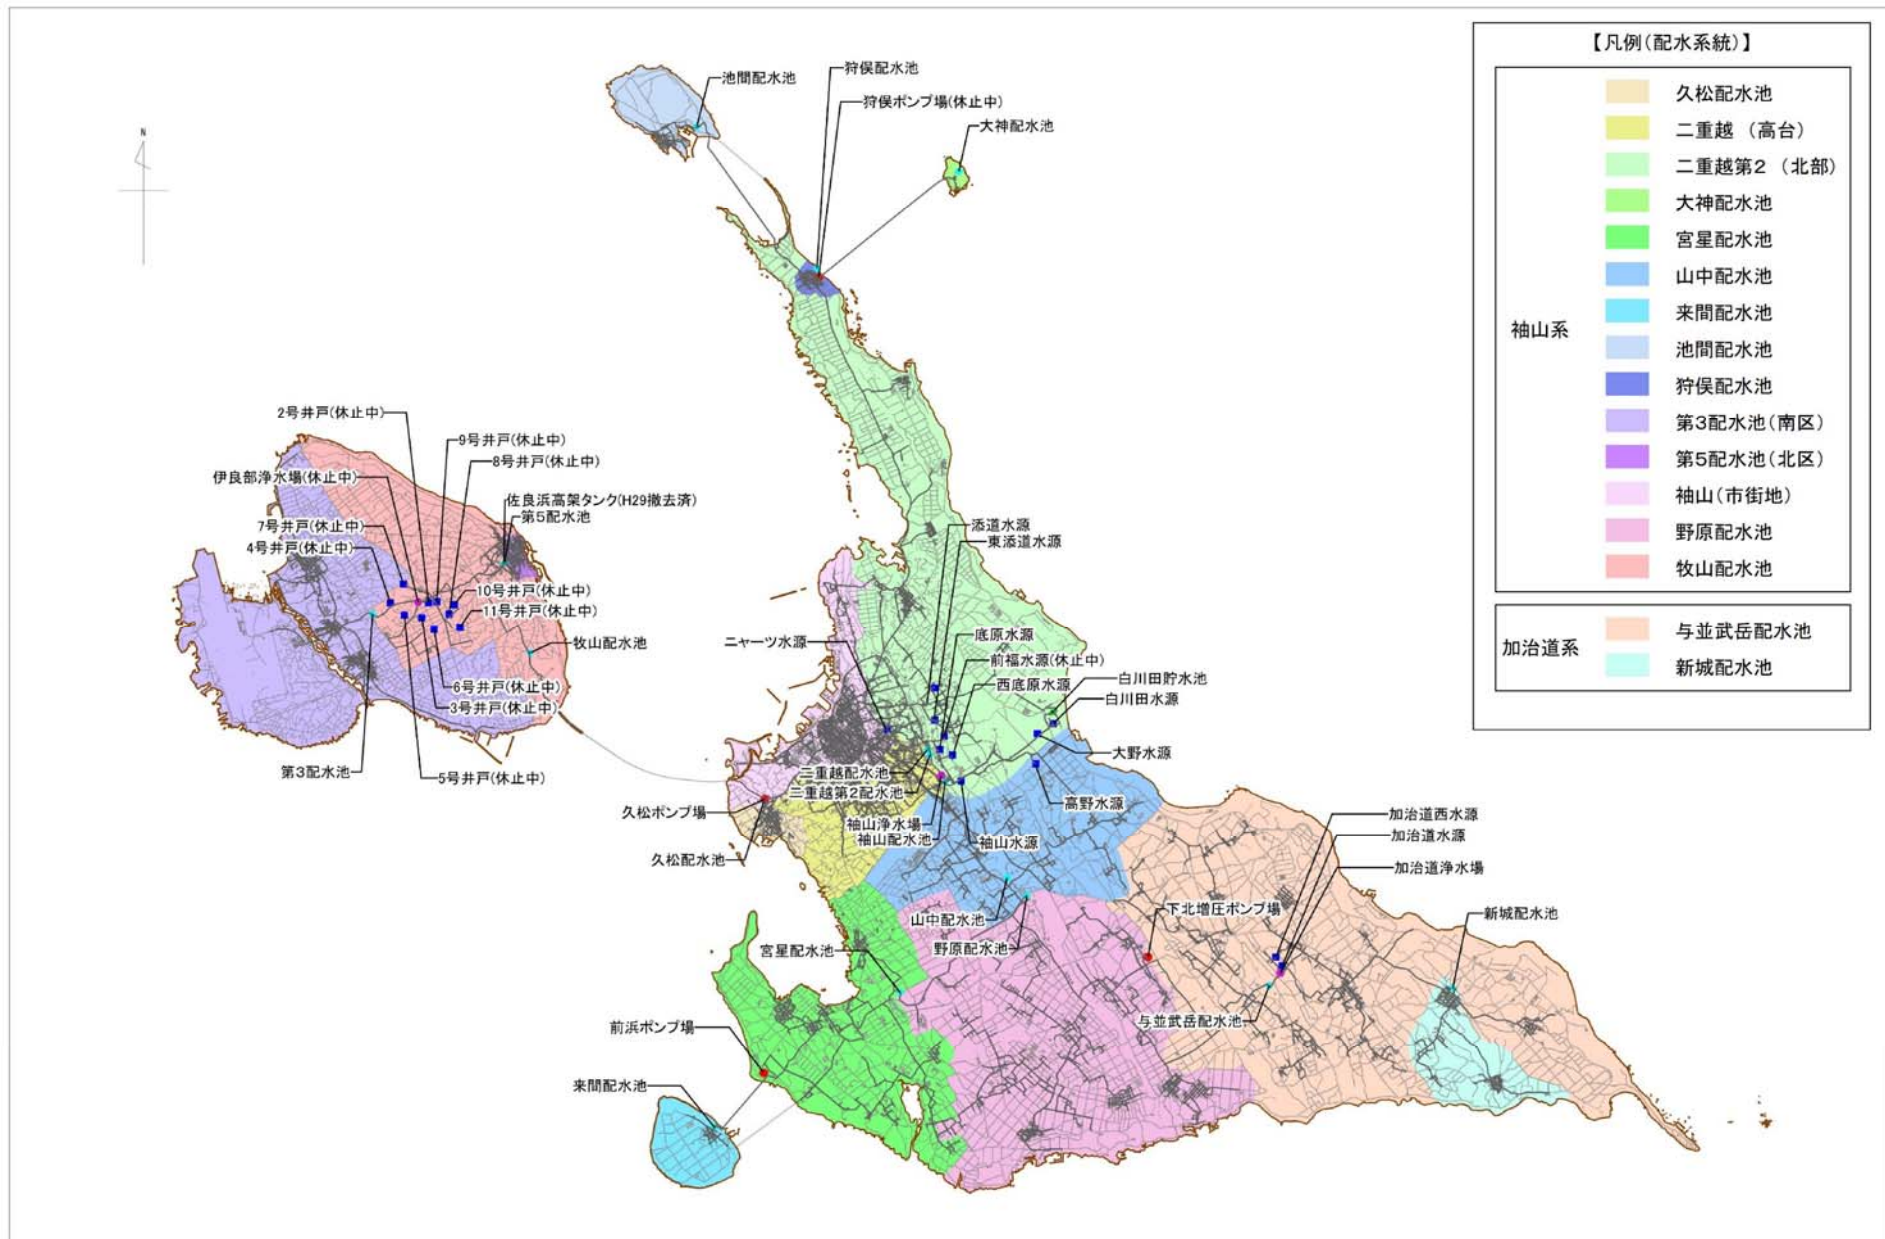 【凡例(配水系統)】
袖山系
久松配水池
二重越 (高台)
二重越第2 (北部)
大神配水池
宮星配水池
山中配水池
来間配水池
池間配水池
狩俣配水池
第3配水池(南区)
第5配水池(北区)
袖山(市街地)
野原配水池
牧山配水池
加治道系
与並武岳配水池
新城配水池
N
池間配水池
狩俣配水池
狩俣ポンプ場(休止中)
大神配水池
2号井戸(休止中)
9号井戸(休止中)
8号井戸(休止中)
伊良部浄水場(休止中)
佐良浜高架タンク(H29撤去済)
第5配水池
7号井戸(休止中)
4号井戸(休止中)
10号井戸(休止中)
11号井戸(休止中)
牧山配水池
6号井戸(休止中)
3号井戸(休止中)
第3配水池
5号井戸(休止中)
添道水源
東添道水源
ニャーツ水源
底原水源
前福水源(休止中)
西底原水源
白川田貯水池
白川田水源
大野水源
二重越配水池
二重越第2配水池
高野水源
久松ポンプ場
袖山浄水場
袖山配水池
袖山水源
久松配水池
加治道西水源
加治道水源
加治道浄水場
山中配水池
下北増圧ポンプ場
新城配水池
宮星配水池
野原配水池
与並武岳配水池
前浜ポンプ場
来間配水池